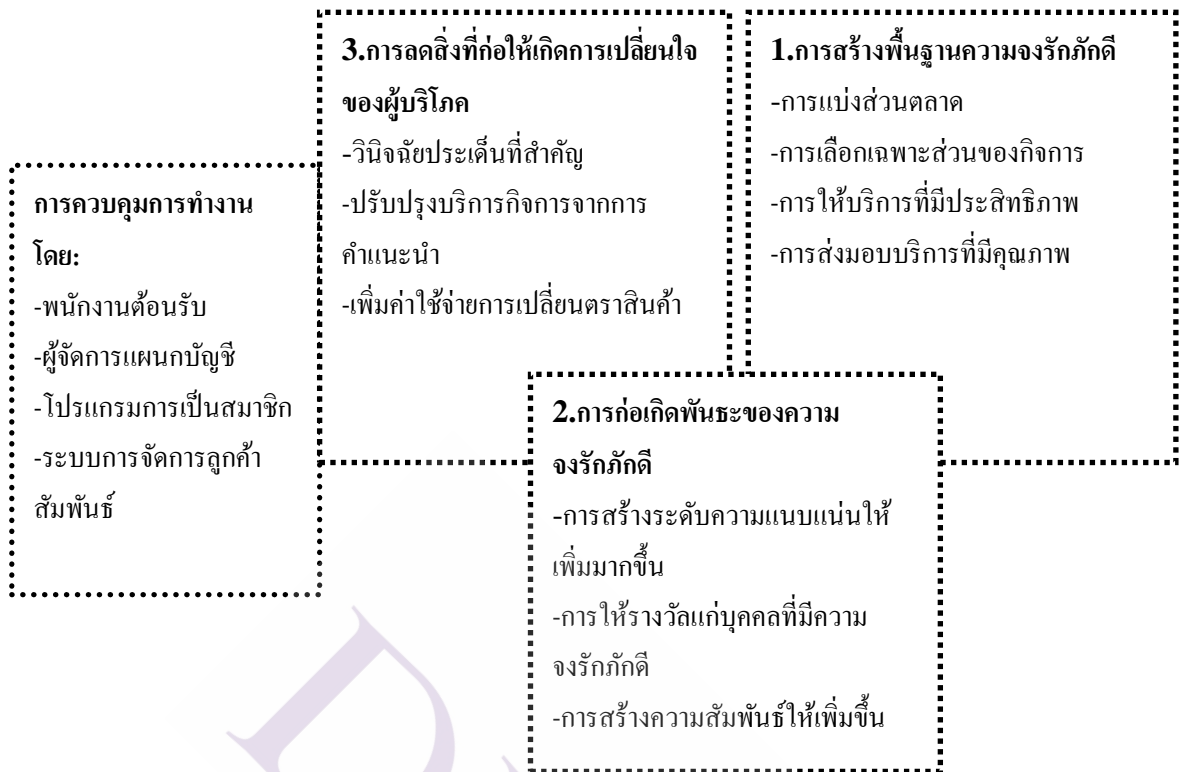 3.การลดสิ่งที่ก่อให้เกิดการเปลี่ยนใจ
ของผู้บริโภค
-วินิจฉัยประเด็นที่สำคัญ
-ปรับปรุงบริการกิจการจากการ
คำแนะนำ
-เพิ่มค่าใช้จ่ายการเปลี่ยนตราสินค้า
1.การสร้างพื้นฐานความจงรักภักดี
-การแบ่งส่วนตลาด
-การเลือกเฉพาะส่วนของกิจการ
-การให้บริการที่มีประสิทธิภาพ
-การส่งมอบบริการที่มีคุณภาพ
การควบคุมการทำงาน
โดย:
-พนักงานต้อนรับ
-ผู้จัดการแผนกบัญชี
-โปรแกรมการเป็นสมาชิก
-ระบบการจัดการลูกค้า
สัมพันธ์
2.การก่อเกิดพันธะของความ
จงรักภักดี
-การสร้างระดับความแนบแน่นให้
เพิ่มมากขึ้น
-การให้รางวัลแก่บุคคลที่มีความ
จงรักภักดี
-การสร้างความสัมพันธ์ให้เพิ่มขึ้น